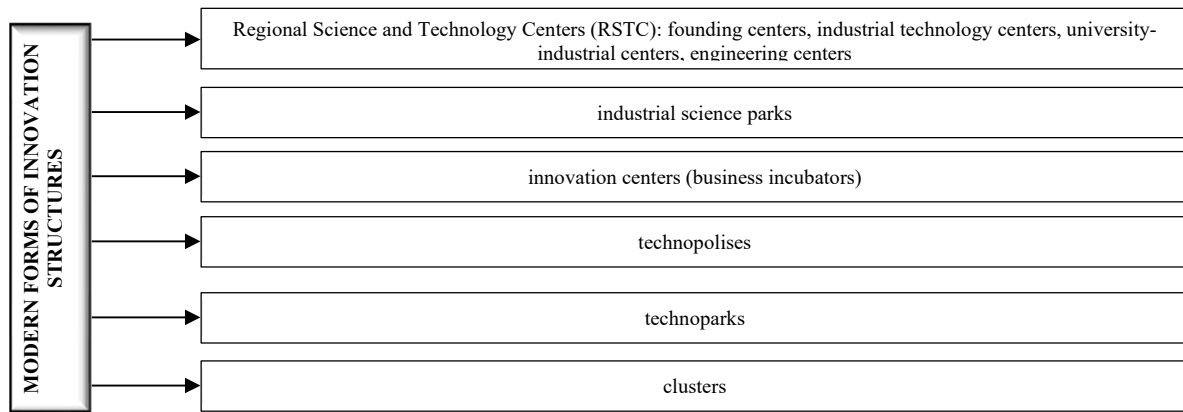 MODERN FORMS OF INNOVATION
STRUCTURES
Regional Science and Technology Centers (RSTC): founding centers, industrial technology centers, university-
industrial centers, engineering centers
industrial science parks
innovation centers (business incubators)
technopolises
technoparks
clusters